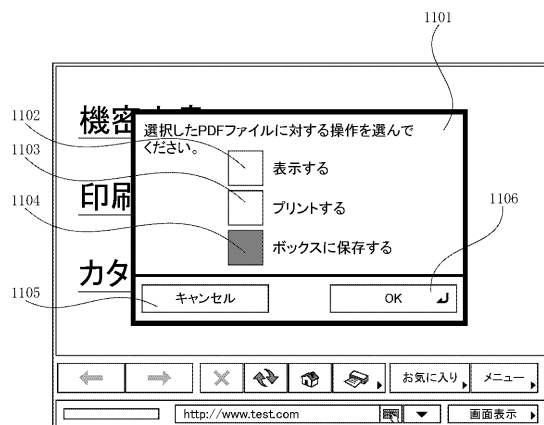 1101
1102
1103
1104
1105
1106
機密
選択したPDFファイルに対する操作を選んで
ください。
表示する
プリントする
印刷
ボックスに保存する
カタ
キャンセル
OK
お気に入り
メニュー
http://www.test.com
画面表示